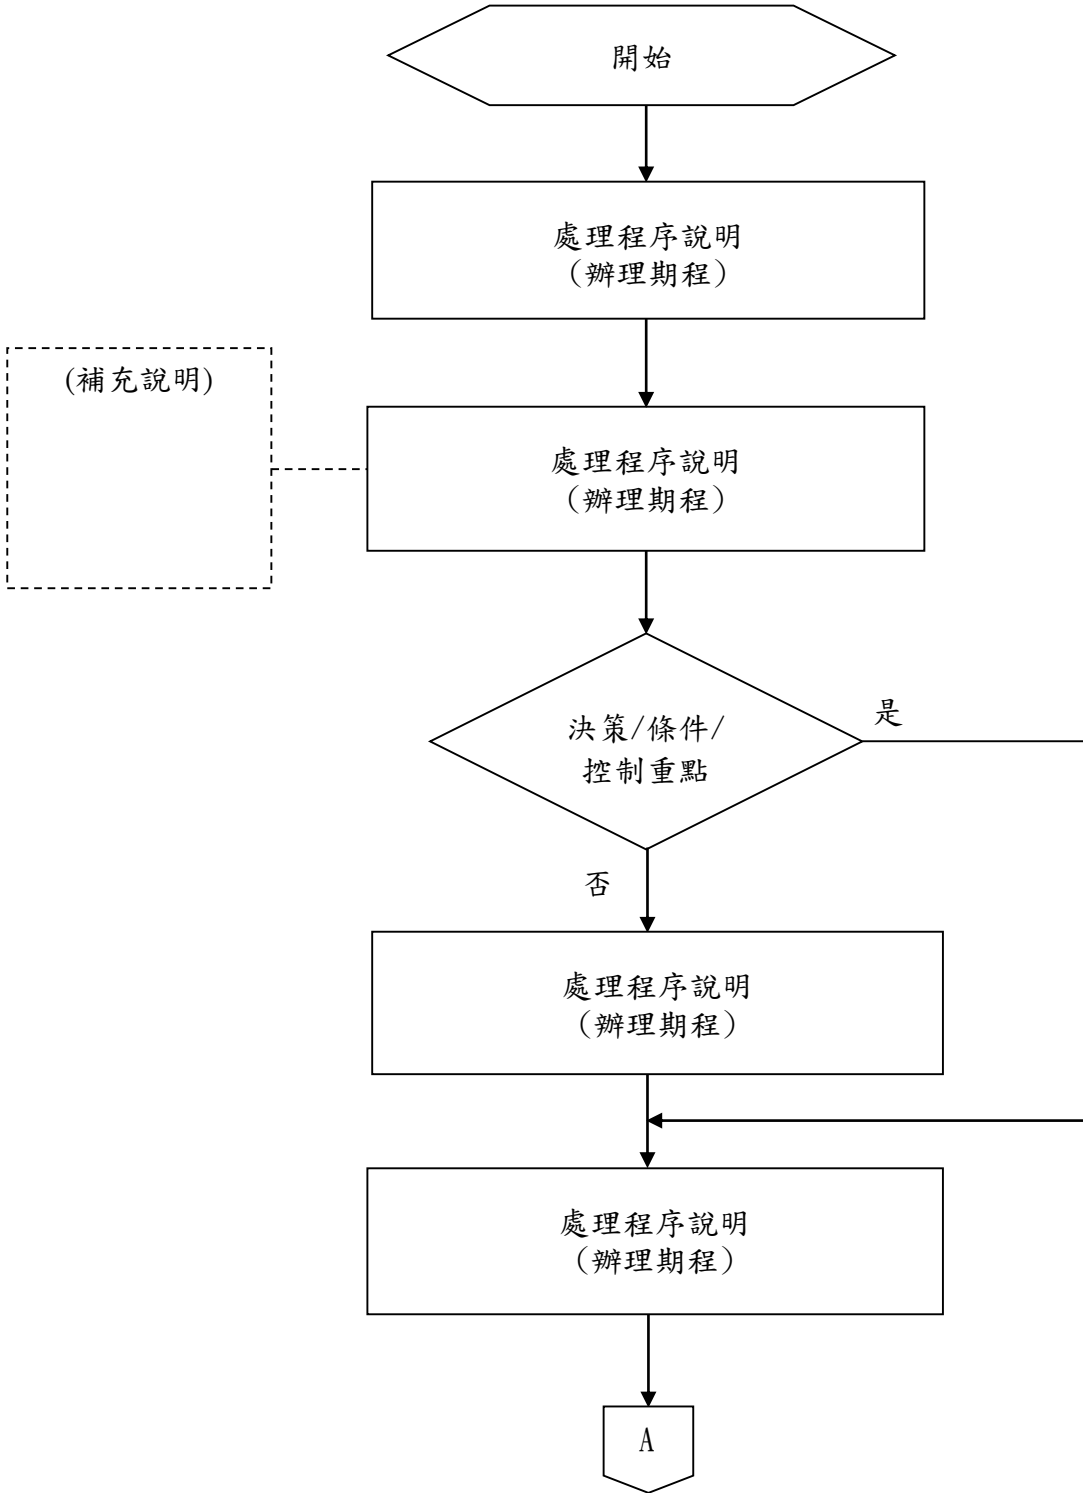 開始
處理程序說明
（辦理期程）
(補充說明)
處理程序說明
（辦理期程）
決策/條件/
控制重點
是
否
處理程序說明
（辦理期程）
處理程序說明
（辦理期程）
A